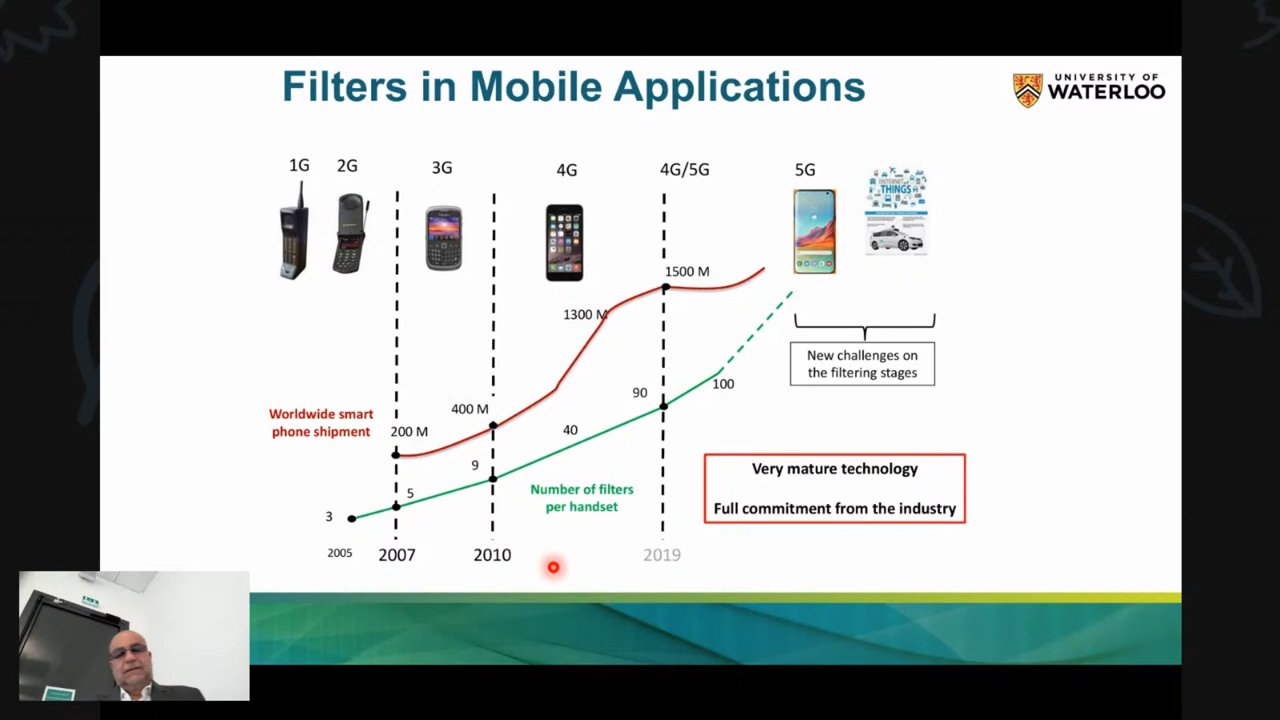 Filters in Mobile Applications
UNIVERSITY OF
WATERLOO
1G
2G
3G
4G
4G/5G
5G
INTERNET of
THINGS
1500 M
1300 M
New challenges on
the filtering stages
100
90
Worldwide smart
phone shipment
200 M
400 M
40
9
5
3
Number of filters
per handset
Very mature technology
Full commitment from the industry
2005
2007
2010
2019